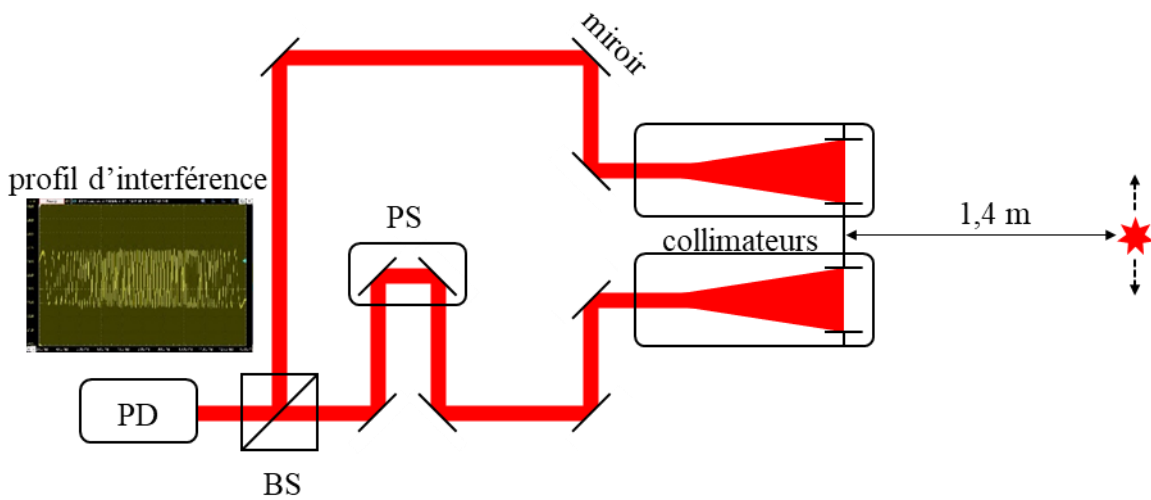 miroir
profil d’interférence
PS
1,4 m
collimateurs
PD
BS